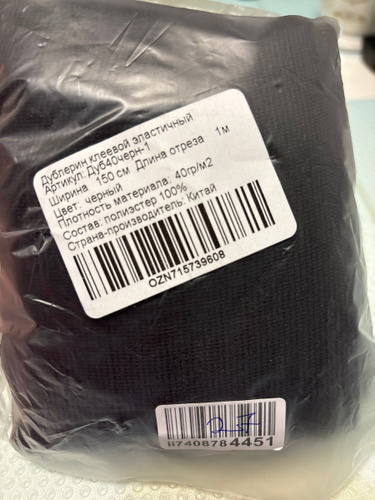 Дублерин клеевой эластичный
Артикул: Дуб40черн-1
Ширина 150 см Длина отреза 1м
Цвет: черный
Плотность материала: 40гр/м2
Состав: полиэстер 100%
Страна-производитель: Китай
OZN715739608
ii740878 4451